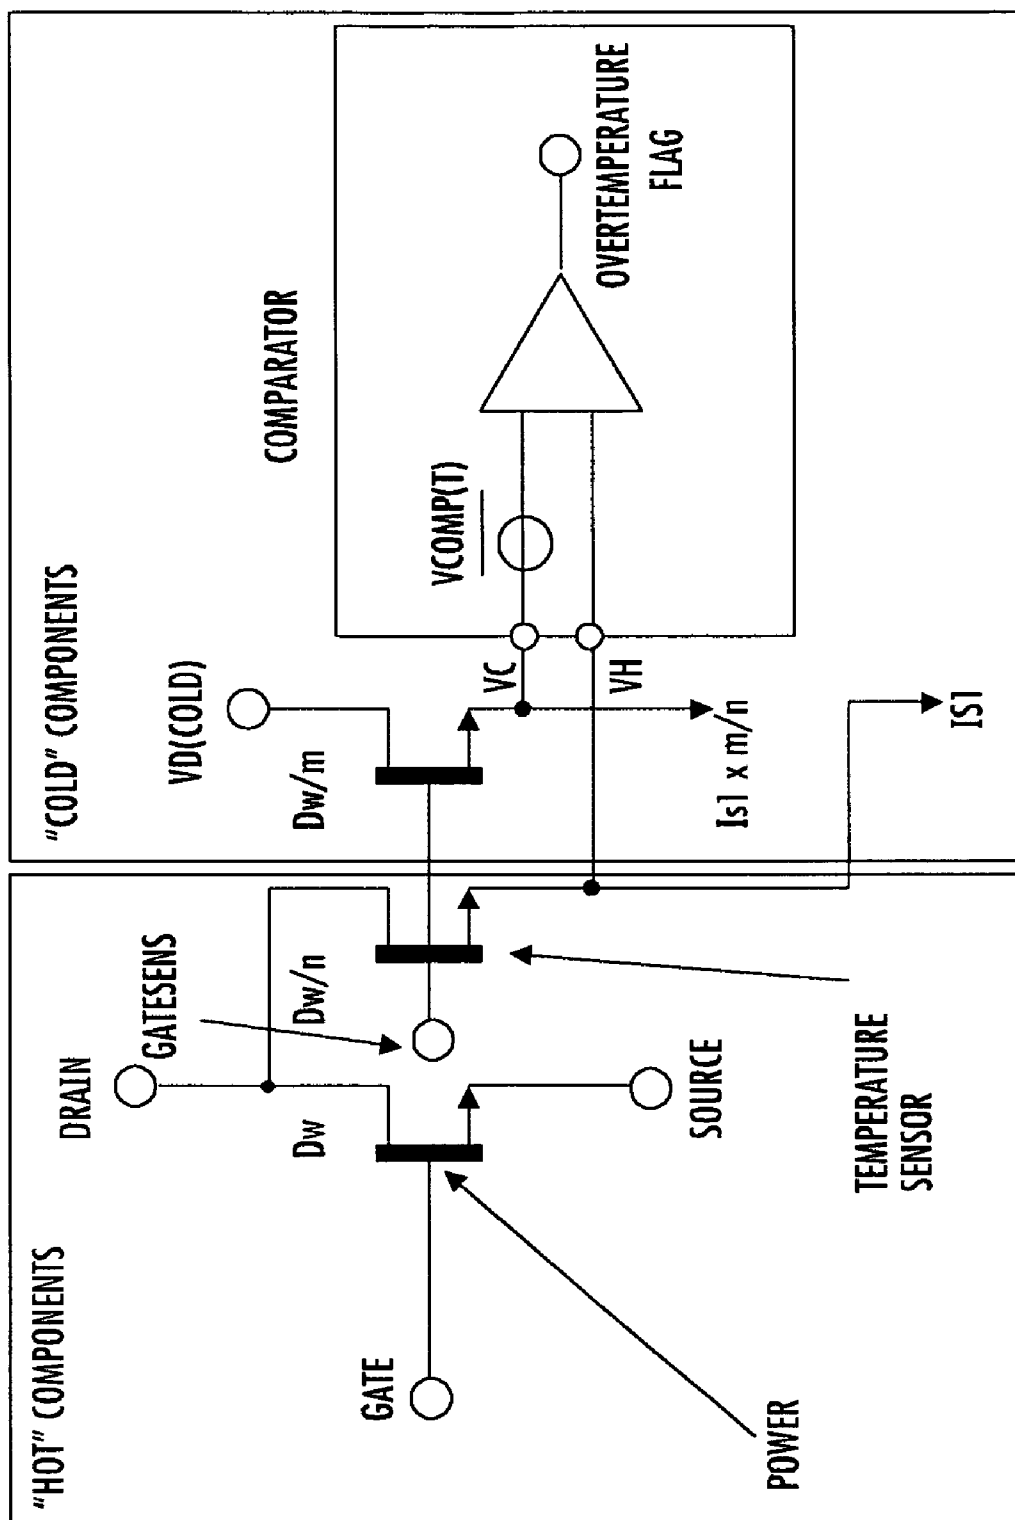 "HOT" COMPONENTS
"COLD" COMPONENTS
DRAIN
GATESENS
VD(COLD)
COMPARATOR
Dw
Dw/n
Dw/m
VCOMP(T)
GATE
VC
VH
OVERTEMPERATURE
FLAG
SOURCE
Is1 x m/n
POWER
TEMPERATURE
SENSOR
IS1